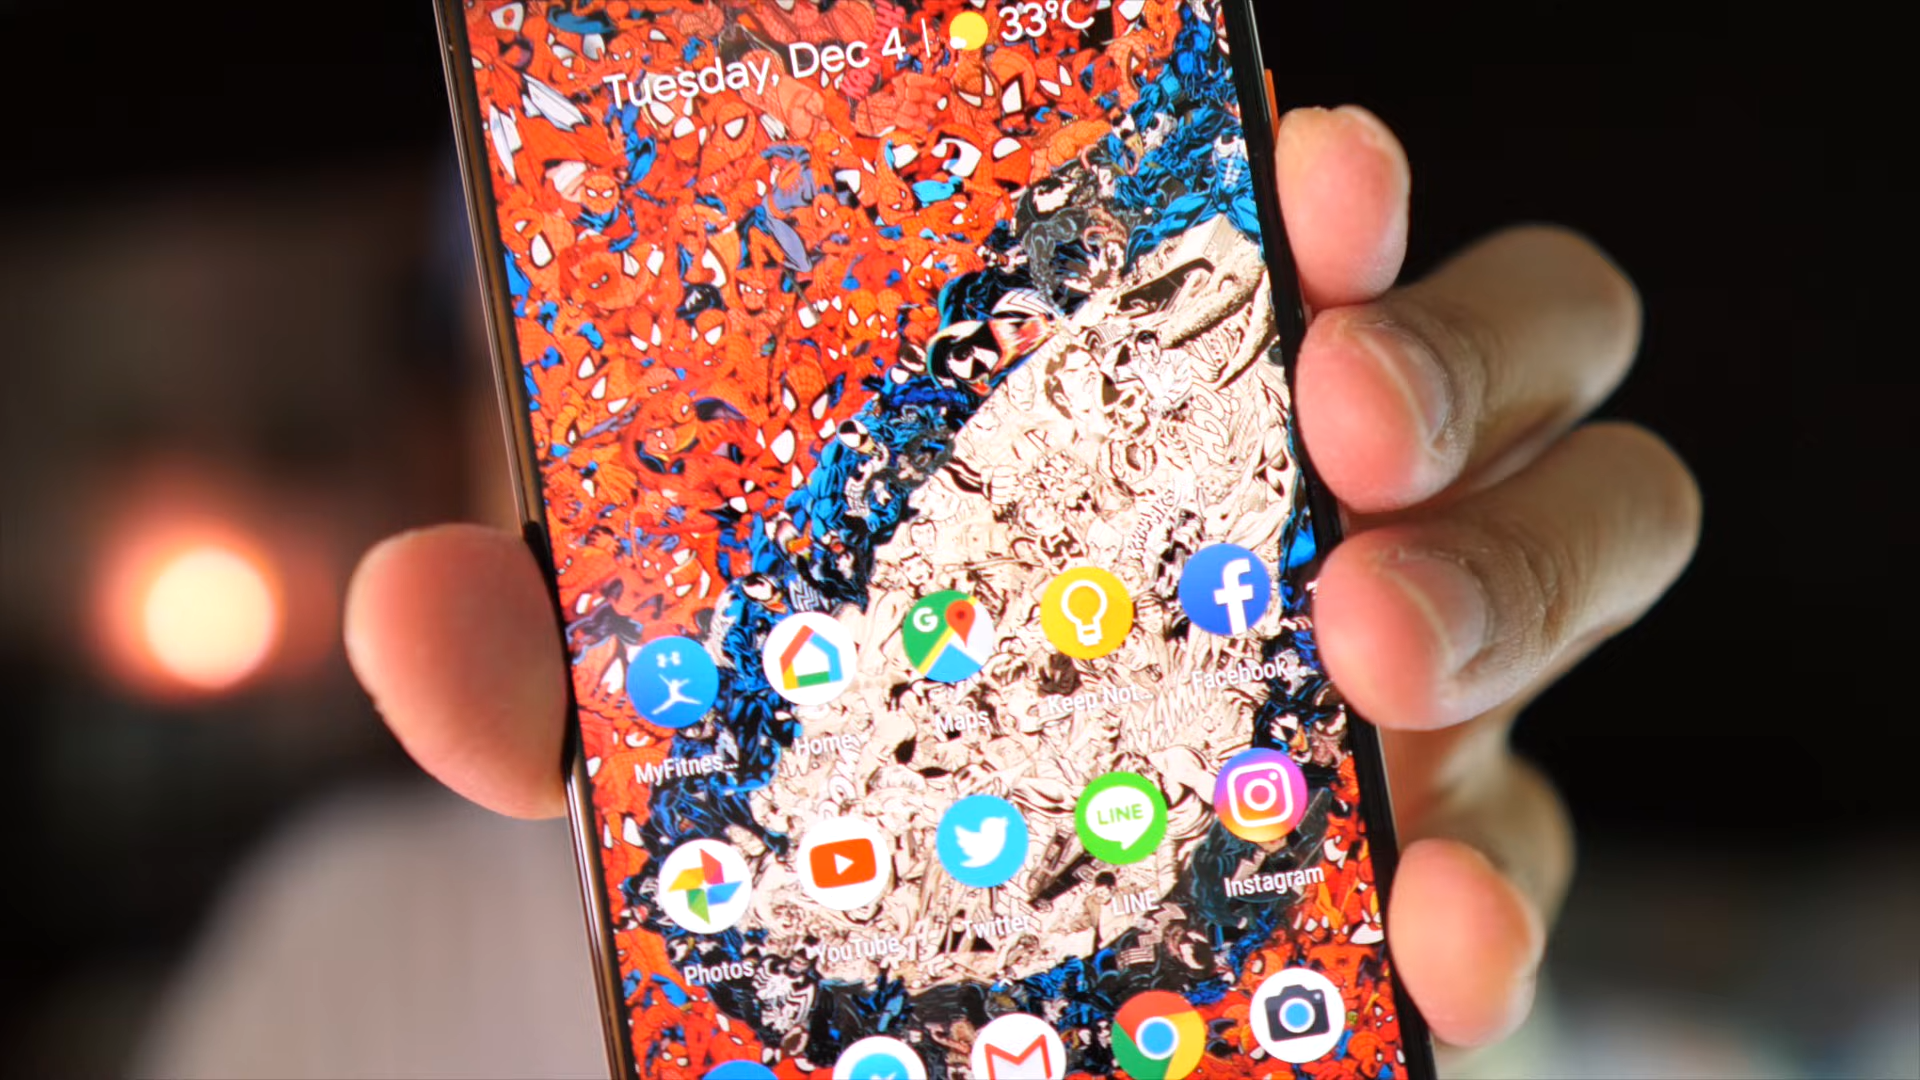 Tuesday, Dec 4 | 33°C
MyFitnes...
Home
Maps
Keep Not...
Facebook
LINE
Photos
YouTube
Twitter
LINE
Instagram